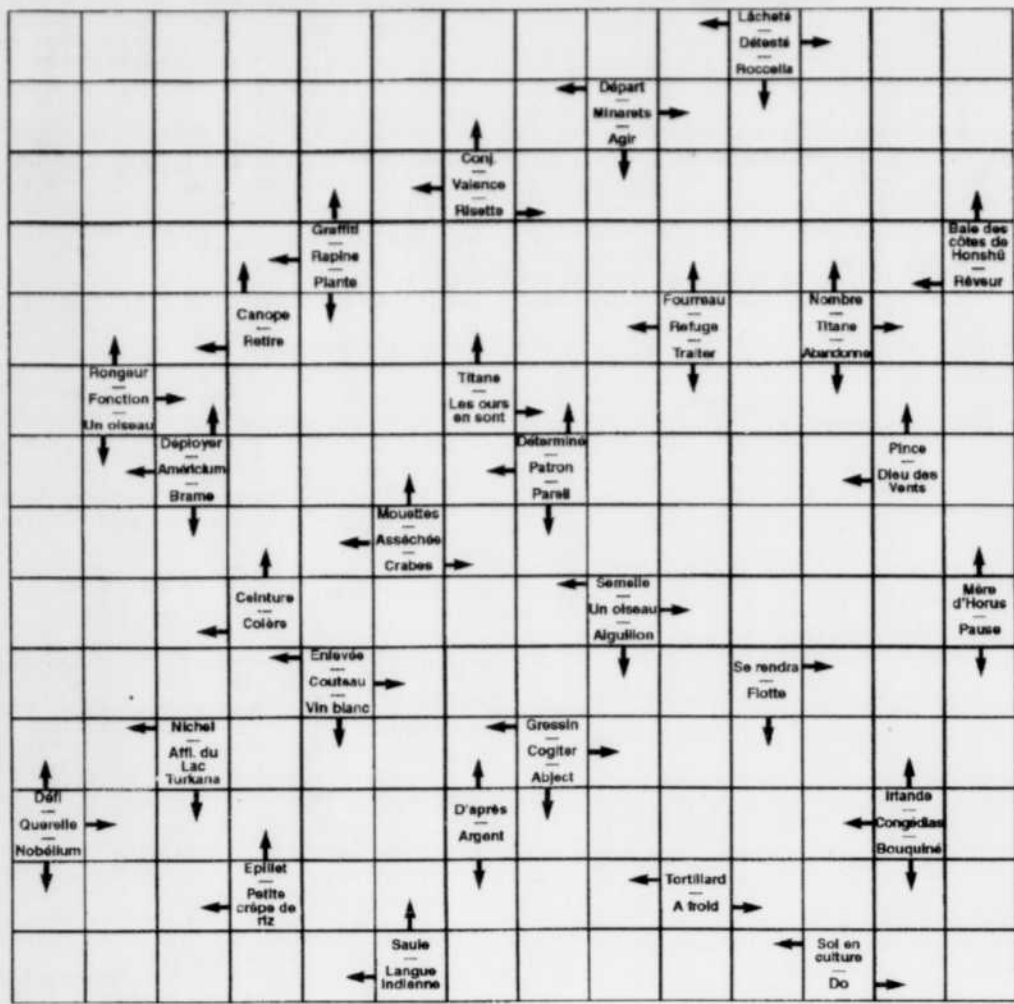 Lâcheté
Détesté
Roccella
Départ
Minarets
Agir
Conj.
Valence
Risette
Graffiti
Rapine
Plante
Baie des
côtes de
Honshû
Rêveur
Canope
Retire
Fourreau
Refuge
Traiter
Nombre
Titane
Abandonne
Rongeur
Fonction
Un oiseau
Titane
Les ours
en sont
Déployer
Américium
Brame
Déterminé
Patron
Pareil
Pince
Dieu des
Vents
Mouettes
Asséchée
Crabes
Ceinture
Colère
Semelle
Un oiseau
Aiguillon
Mère
d'Horus
Pause
Enlevée
Couteau
Vin blanc
Se rendra
Flotte
Nichel
Affl. du
Lac
Turkana
Gressin
Cogiter
Abject
Défi
Querelle
Nobélium
D'après
Argent
Irlande
Congédias
Bouquiné
Epillet
Petite
crêpe de
riz
Tortillard
A froid
Saule
Langue
indienne
Sol en
culture
Do